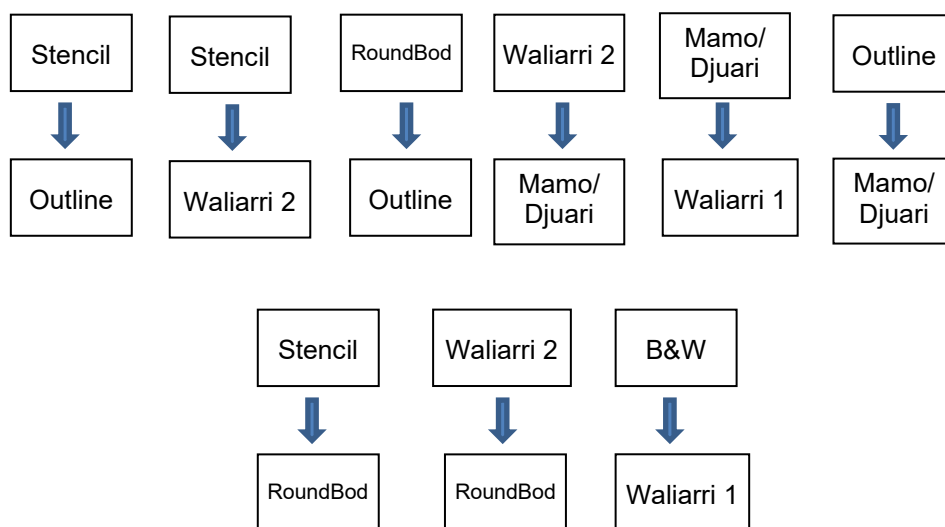 Stencil
Stencil
RoundBod
Waliarri 2
Mamo/
Djuari
Outline
Outline
Waliarri 2
Outline
Mamo/
Djuari
Waliarri 1
Mamo/
Djuari
Stencil
Waliarri 2
B&W
RoundBod
RoundBod
Waliarri 1